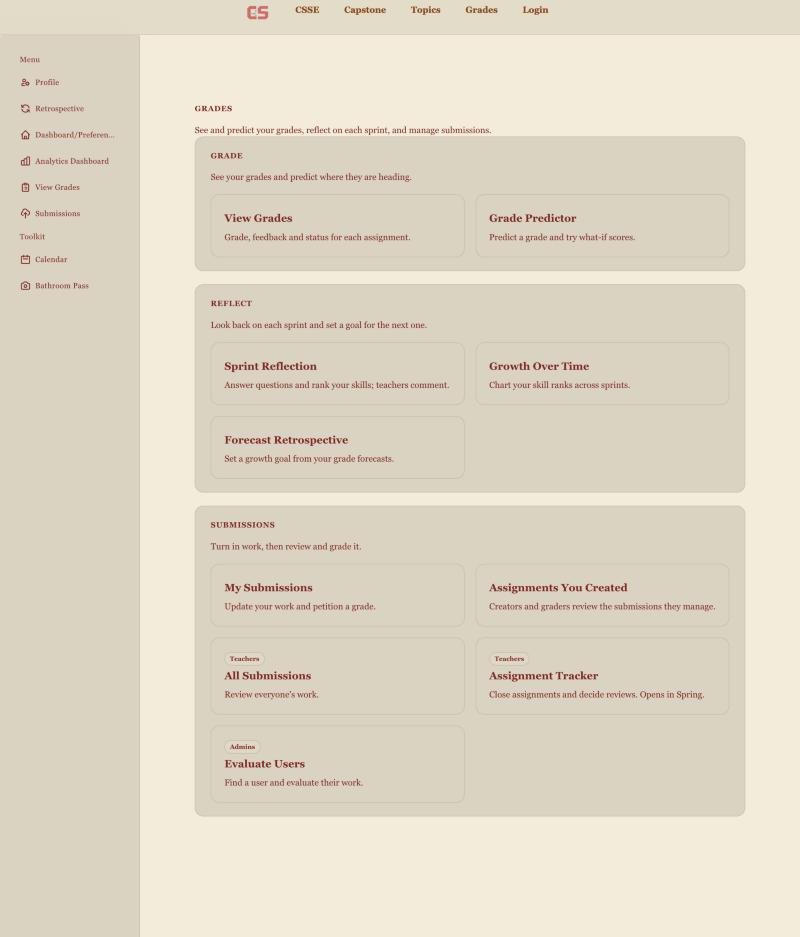 CS
CSSE
Capstone
Topics
Grades
Login
Menu
Profile
Retrospective
Dashboard/Preferen...
Analytics Dashboard
View Grades
Submissions
Toolkit
Calendar
Bathroom Pass
GRADES
See and predict your grades, reflect on each sprint, and manage submissions.
GRADE
See your grades and predict where they are heading.
View Grades
Grade, feedback and status for each assignment.
Grade Predictor
Predict a grade and try what-if scores.
REFLECT
Look back on each sprint and set a goal for the next one.
Sprint Reflection
Answer questions and rank your skills; teachers comment.
Growth Over Time
Chart your skill ranks across sprints.
Forecast Retrospective
Set a growth goal from your grade forecasts.
SUBMISSIONS
Turn in work, then review and grade it.
My Submissions
Update your work and petition a grade.
Assignments You Created
Creators and graders review the submissions they manage.
Teachers
All Submissions
Review everyone's work.
Teachers
Assignment Tracker
Close assignments and decide reviews. Opens in Spring.
Admins
Evaluate Users
Find a user and evaluate their work.